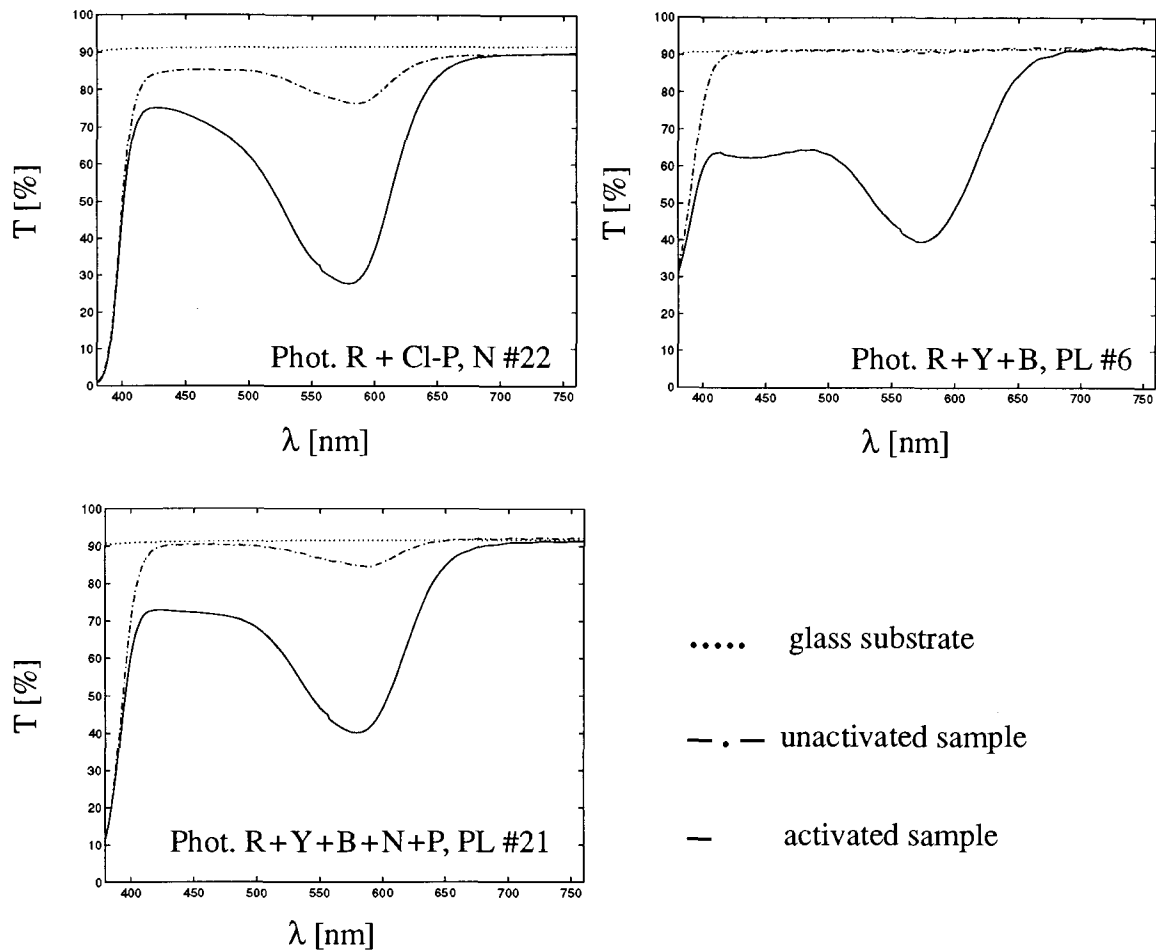 100
90
80
70
60
50
40
30
20
10
0
T [%]
400 450 500 550 600 650 700 750
λ [nm]
Phot. R + Cl-P, N #22
100
90
80
70
60
50
40
30
20
10
0
T [%]
400 450 500 550 600 650 700 750
λ [nm]
Phot. R+Y+B, PL #6
100
90
80
70
60
50
40
30
20
10
0
T [%]
400 450 500 550 600 650 700 750
λ [nm]
Phot. R+Y+B+N+P, PL #21
glass substrate
unactivated sample
activated sample